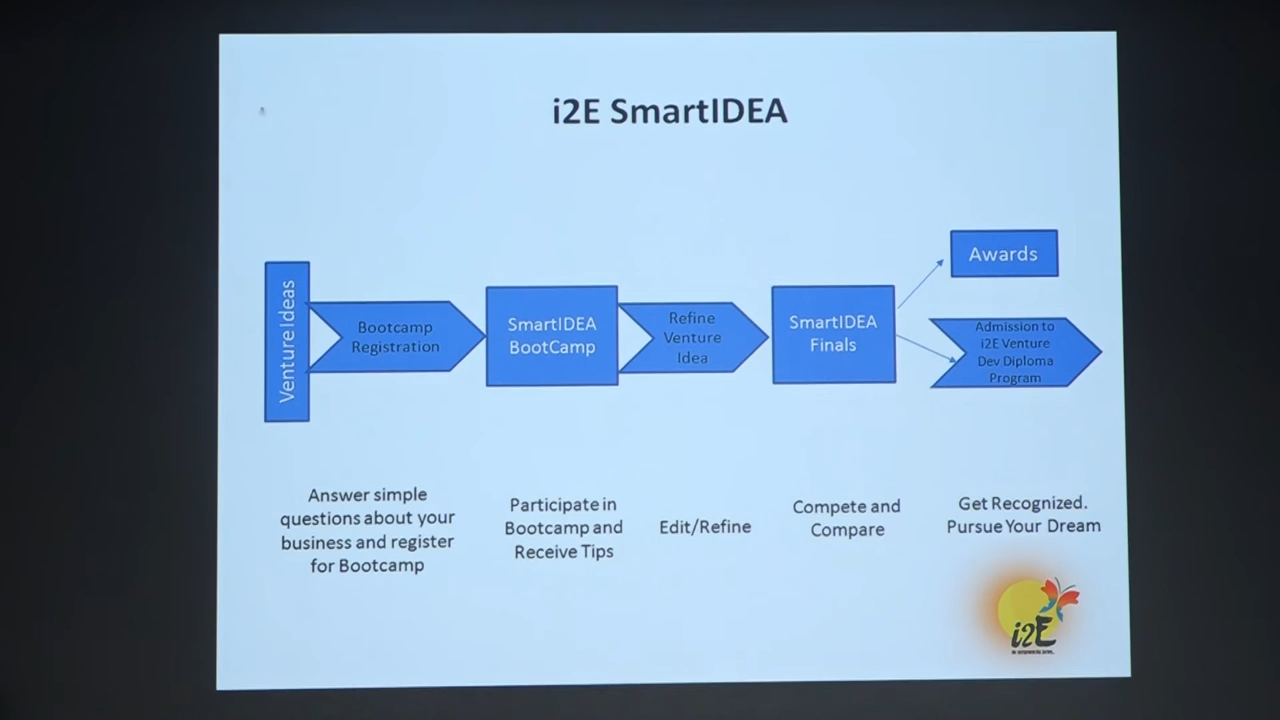 i2E SmartIDEA
Venture Ideas
Bootcamp
Registration
SmartIDEA
BootCamp
Refine
Venture
Idea
SmartIDEA
Finals
Awards
Admission to
i2E Venture
Dev Diploma
Program
Answer simple
questions about your
business and register
for Bootcamp
Participate in
Bootcamp and
Receive Tips
Edit/Refine
Compete and
Compare
Get Recognized.
Pursue Your Dream
i2E